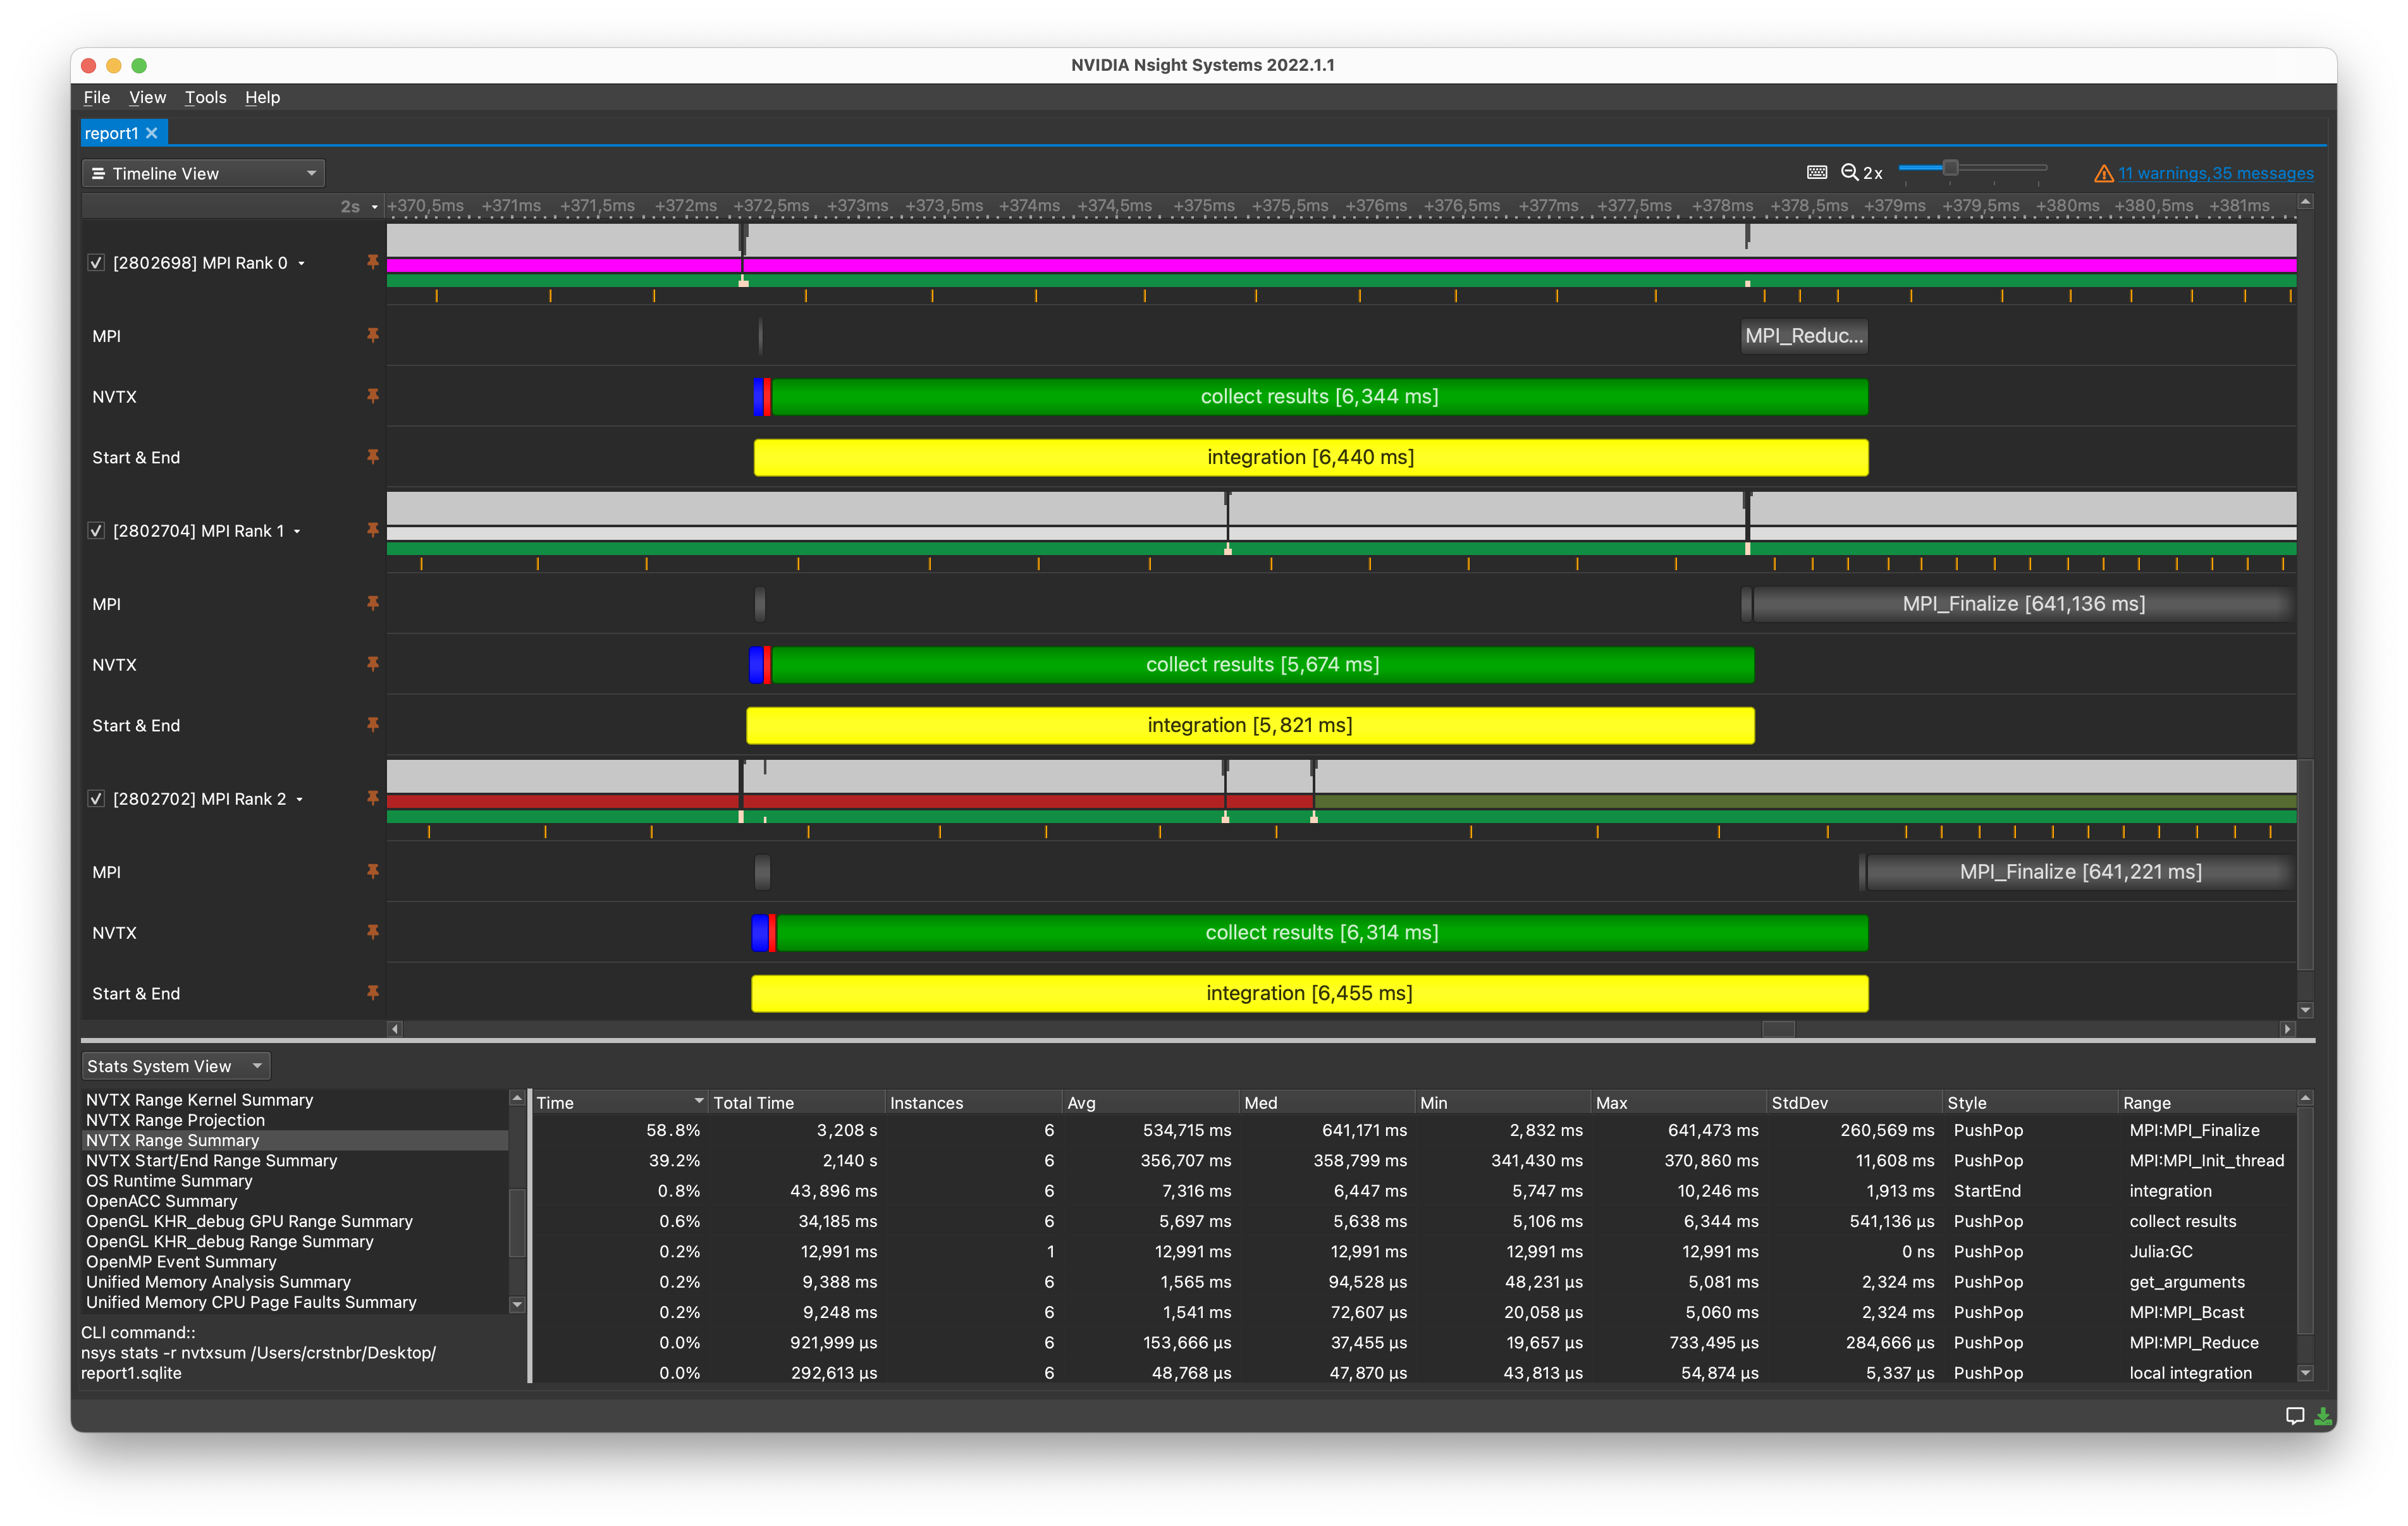 NVIDIA Nsight Systems 2022.1.1
File View Tools Help
report1
Timeline View
2x
11 warnings, 35 messages
2s +370,5ms +371ms +371,5ms +372ms +372,5ms +373ms +373,5ms +374ms +374,5ms +375ms +375,5ms +376ms +376,5ms +377ms +377,5ms +378ms +378,5ms +379ms +379,5ms +380ms +380,5ms +381ms
[2802698] MPI Rank 0
MPI MPI_Reduc...
NVTX collect results [6,344 ms]
Start & End integration [6,440 ms]
[2802704] MPI Rank 1
MPI MPI_Finalize [641,136 ms]
NVTX collect results [5,674 ms]
Start & End integration [5,821 ms]
[2802702] MPI Rank 2
MPI MPI_Finalize [641,221 ms]
NVTX collect results [6,314 ms]
Start & End integration [6,455 ms]
Stats System View
NVTX Range Kernel Summary
NVTX Range Projection
NVTX Range Summary
NVTX Start/End Range Summary
OS Runtime Summary
OpenACC Summary
OpenGL KHR_debug GPU Range Summary
OpenGL KHR_debug Range Summary
OpenMP Event Summary
Unified Memory Analysis Summary
Unified Memory CPU Page Faults Summary
CLI command::
nsys stats -r nvtxsum /Users/crstnbr/Desktop/
report1.sqlite
Time Total Time Instances Avg Med Min Max StdDev Style Range
58.8% 3,208 s 6 534,715 ms 641,171 ms 2,832 ms 641,473 ms 260,569 ms PushPop MPI:MPI_Finalize
39.2% 2,140 s 6 356,707 ms 358,799 ms 341,430 ms 370,860 ms 11,608 ms PushPop MPI:MPI_Init_thread
0.8% 43,896 ms 6 7,316 ms 6,447 ms 5,747 ms 10,246 ms 1,913 ms StartEnd integration
0.6% 34,185 ms 6 5,697 ms 5,638 ms 5,106 ms 6,344 ms 541,136 μs PushPop collect results
0.2% 12,991 ms 1 12,991 ms 12,991 ms 12,991 ms 12,991 ms 0 ns PushPop Julia:GC
0.2% 9,388 ms 6 1,565 ms 94,528 μs 48,231 μs 5,081 ms 2,324 ms PushPop get_arguments
0.2% 9,248 ms 6 1,541 ms 72,607 μs 20,058 μs 5,060 ms 2,324 ms PushPop MPI:MPI_Bcast
0.0% 921,999 μs 6 153,666 μs 37,455 μs 19,657 μs 733,495 μs 284,666 μs PushPop MPI:MPI_Reduce
0.0% 292,613 μs 6 48,768 μs 47,870 μs 43,813 μs 54,874 μs 5,337 μs PushPop local integration